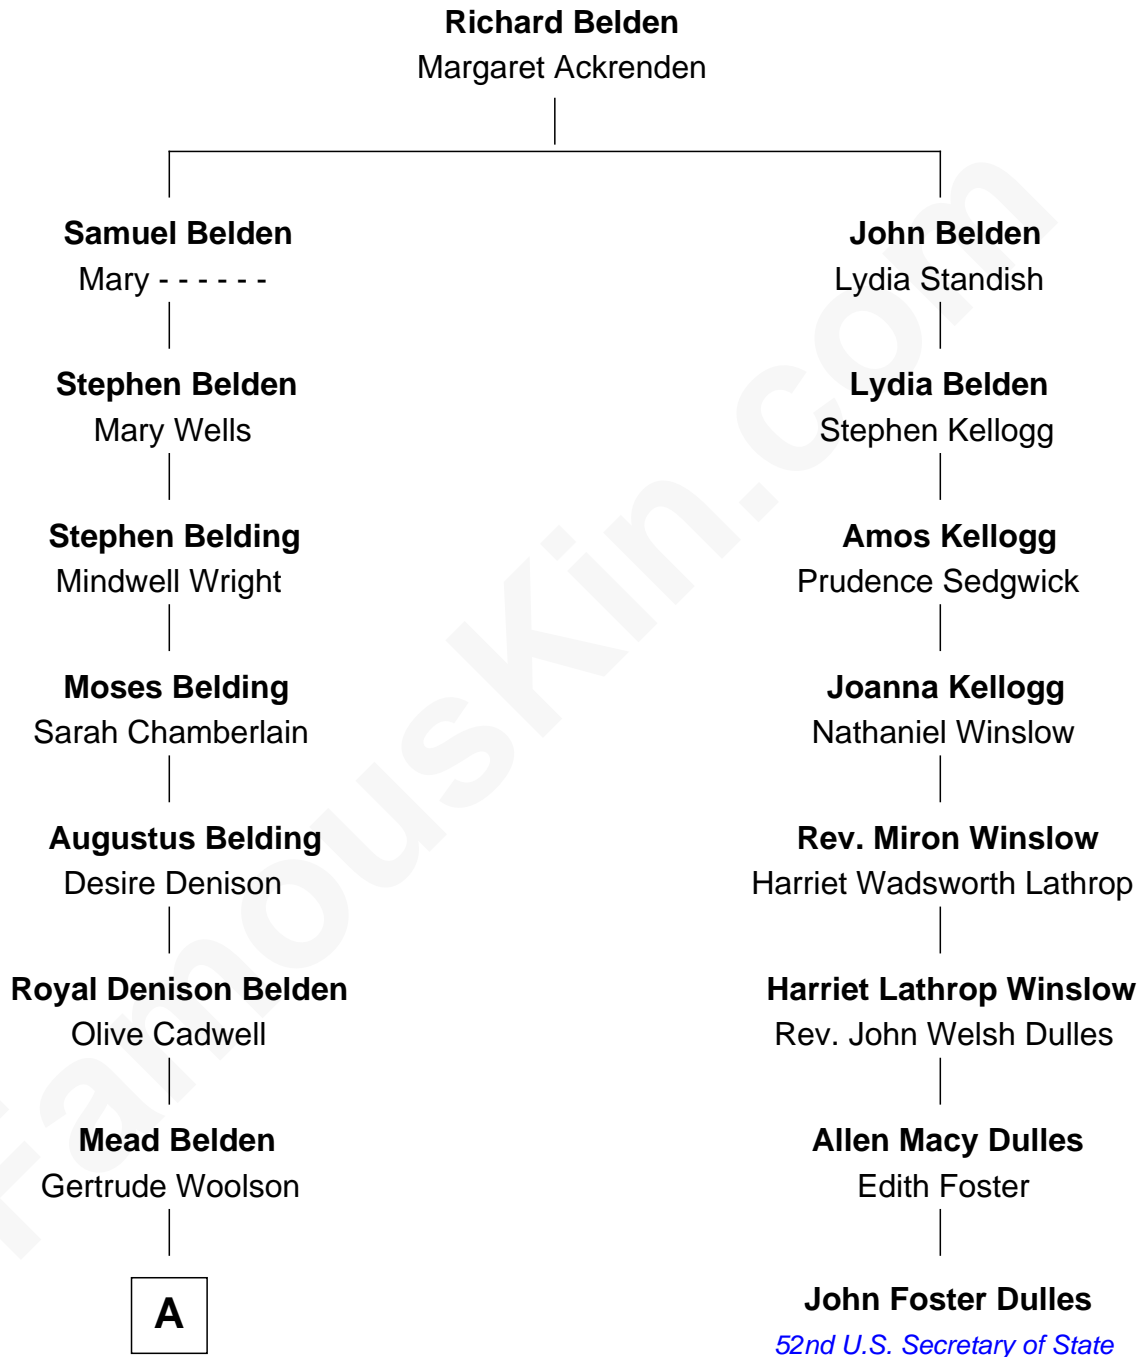 Richard Belden
Margaret Ackrenden
Samuel Belden
Mary - - - - - -
John Belden
Lydia Standish
Stephen Belden
Mary Wells
Lydia Belden
Stephen Kellogg
Stephen Belding
Mindwell Wright
Amos Kellogg
Prudence Sedgwick
Moses Belding
Sarah Chamberlain
Joanna Kellogg
Nathaniel Winslow
Augustus Belding
Desire Denison
Rev. Miron Winslow
Harriet Wadsworth Lathrop
Royal Denison Belden
Olive Cadwell
Harriet Lathrop Winslow
Rev. John Welsh Dulles
Mead Belden
Gertrude Woolson
Allen Macy Dulles
Edith Foster
A
John Foster Dulles
52nd U.S. Secretary of State
FamousKin.com